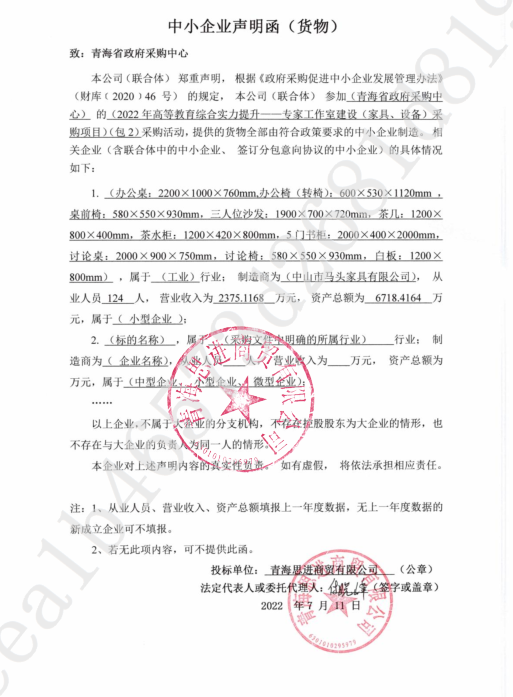 中小企业声明函（货物）
致：青海省政府采购中心
本公司（联合体）郑重声明，根据《政府采购促进中小企业发展管理办法》
（财库﹝2020﹞46 号）的规定，本公司（联合体）参加（青海省政府采购中
心）的（2022年高等教育综合实力提升——专家工作室建设（家具、设备）采
购项目）（包2）采购活动，提供的货物全部由符合政策要求的中小企业制造。相
关企业（含联合体中的中小企业、签订分包意向协议的中小企业）的具体情况
如下：
1. （办公桌：2200×1000×760mm,办公椅（转椅）：600×530×1120mm ，
桌前椅：580×550×930mm，三人位沙发：1900×700×720mm，茶几：1200×
800×400mm，茶水柜：1200×420×800mm，5门书柜：2000×400×2000mm，
讨论桌：2000×900×750mm，讨论椅：580×550×930mm，白板：1200×
800mm），属于（工业）行业；制造商为（中山市马头家具有限公司），从
业人员 124 人，营业收入为 2375.1168 万元，资产总额为 6718.4164 万
元，属于（ 小型企业 ）；
2. （标的名称），属于（采购文件中明确的所属行业）行业；制
造商为（ 企业名称），从业人员 人，营业收入为 万元，资产总额为
万元，属于（中型企业、小型企业、微型企业）；
……
以上企业，不属于大企业的分支机构，不存在控股股东为大企业的情形，也
不存在与大企业的负责人为同一人的情形。
本企业对上述声明内容的真实性负责。如有虚假，将依法承担相应责任。
注：1、从业人员、营业收入、资产总额填报上一年度数据，无上一年度数据的
新成立企业可不填报。
2、若无此项内容，可不提供此函。
投标单位：青海思进商贸有限公司（公章）
法定代表人或委托代理人：（签字或盖章）
2022 年 7 月 11 日
青海思进商贸有限公司
青海思进商贸有限公司